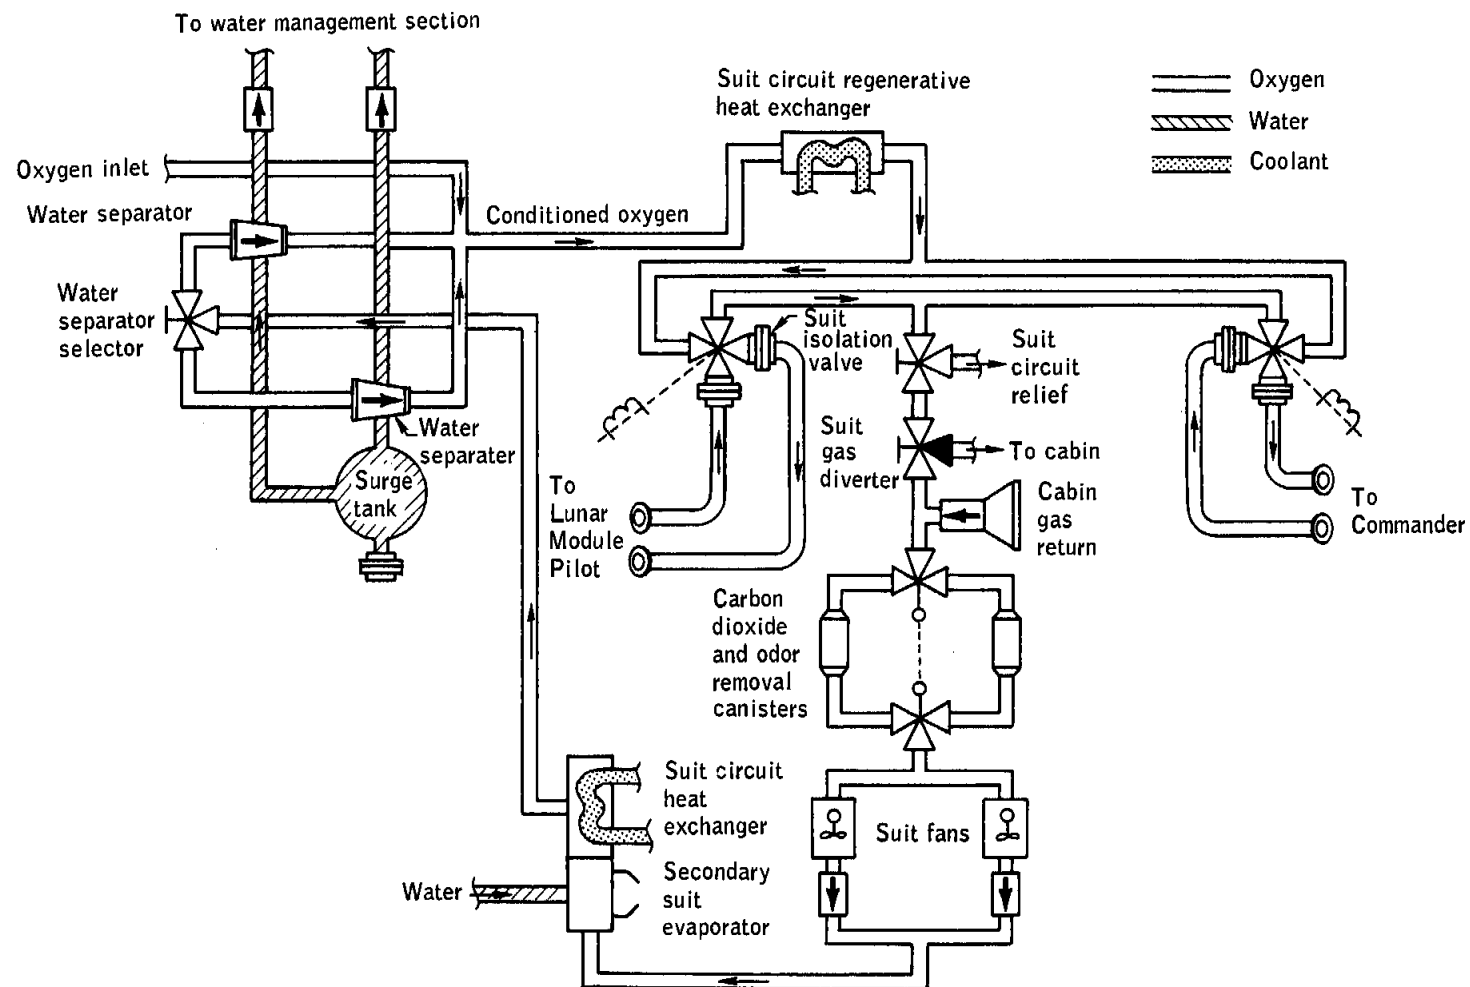 To water management section
Suit circuit regenerative
heat exchanger
Oxygen
Water
Coolant
Oxygen inlet
Water separator
Conditioned oxygen
Water
separator
selector
Suit
isolation
valve
Suit
circuit
relief
Water
separater
Suit
gas
diverter
To cabin
Surge
tank
To
Lunar
Module
Pilot
Cabin
gas
return
To
Commander
Carbon
dioxide
and odor
removal
canisters
Suit circuit
heat
exchanger
Suit fans
Water
Secondary
suit
evaporator